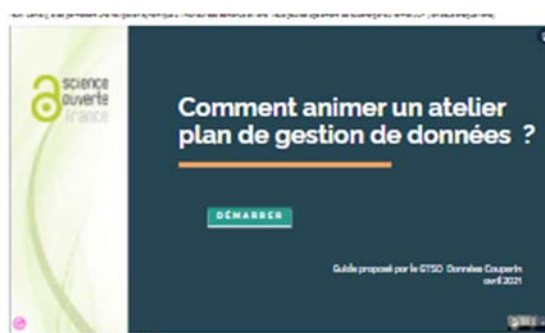 science
ouverte
France
Comment animer un atelier
plan de gestion de données ?
DÉMARRER
Guide proposé par le GTSO Données Couperin
avril 2021